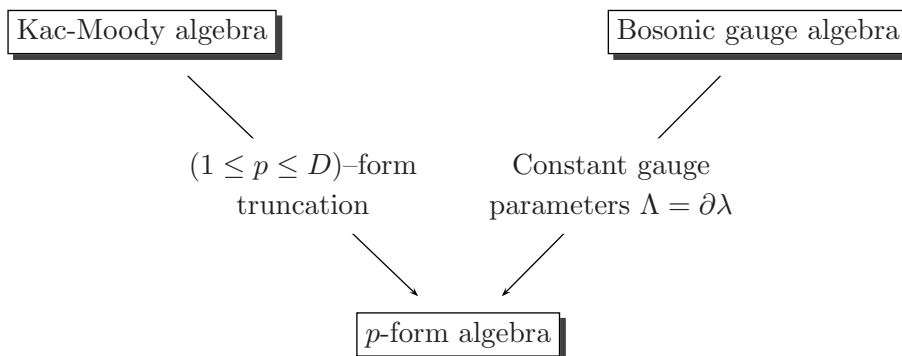 Kac-Moody algebra
Bosonic gauge algebra
(1 ≤ p ≤ D)–form
truncation
Constant gauge
parameters Λ = ∂λ
p-form algebra